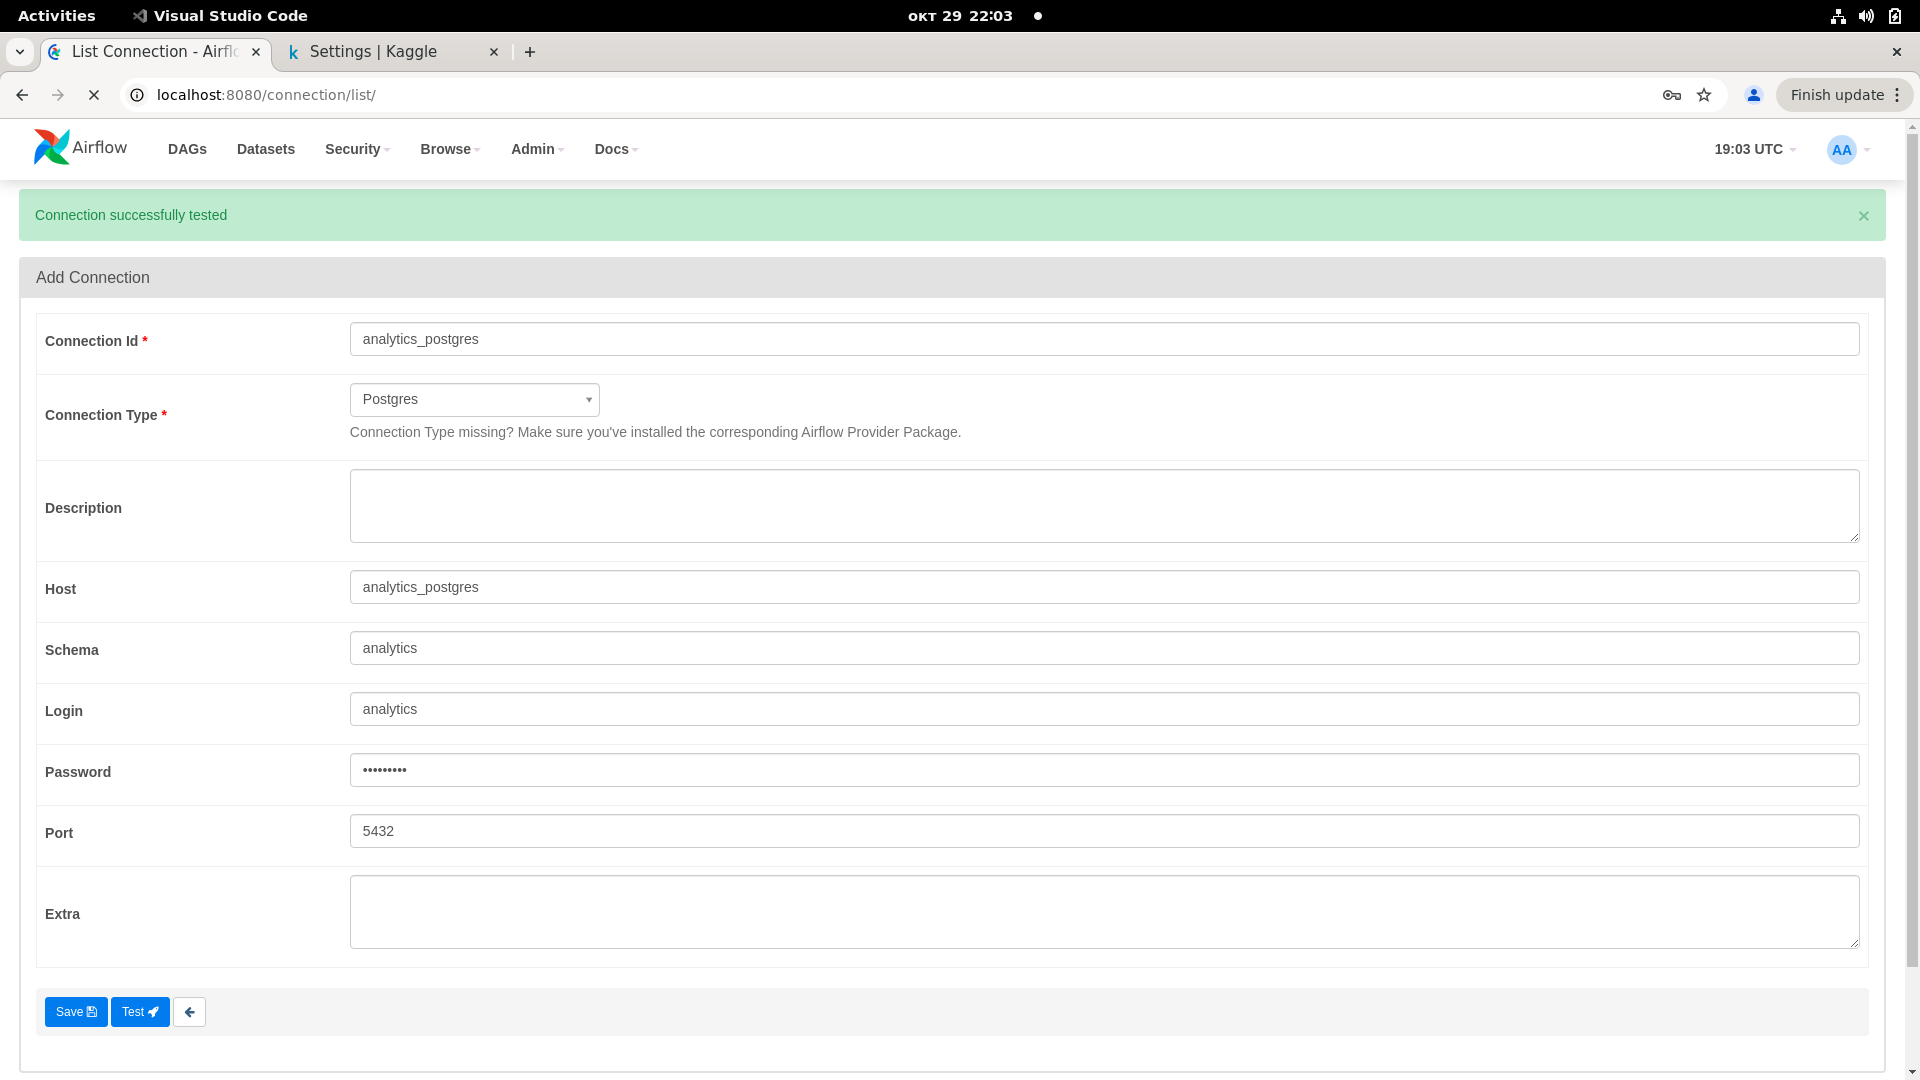 Activities
Visual Studio Code
окт 29 22:03
List Connection - Airfl
Settings | Kaggle
localhost:8080/connection/list/
Finish update
Airflow
DAGs
Datasets
Security
Browse
Admin
Docs
19:03 UTC
AA
Connection successfully tested
×
Add Connection
Connection Id *
analytics_postgres
Connection Type *
Postgres
Connection Type missing? Make sure you've installed the corresponding Airflow Provider Package.
Description
Host
analytics_postgres
Schema
analytics
Login
analytics
Password
•••••••••
Port
5432
Extra
Save
Test